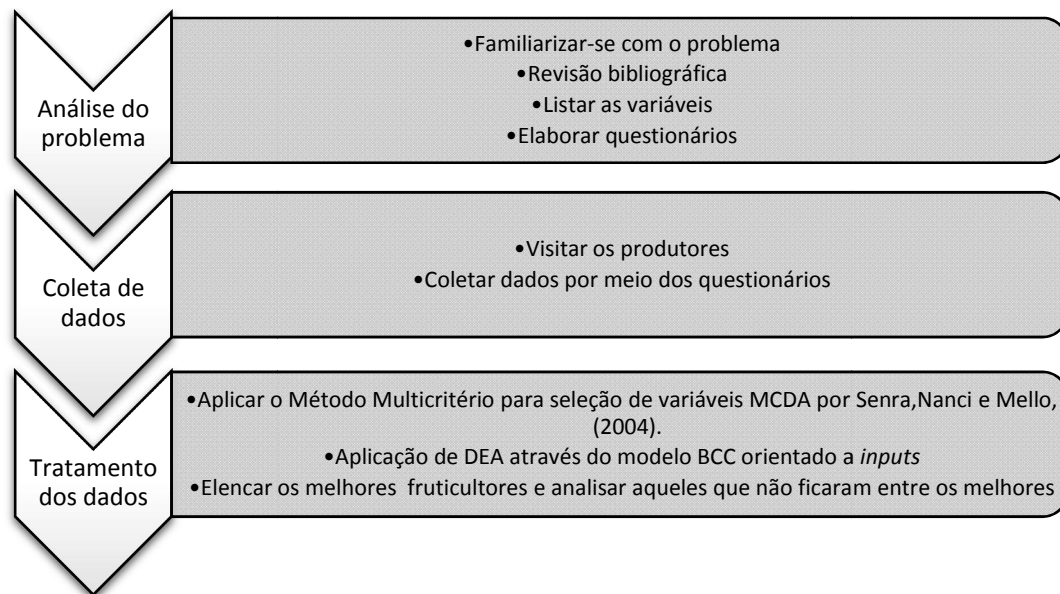 Análise do
problema
•Familiarizar-se com o problema
•Revisão bibliográfica
•Listar as variáveis
•Elaborar questionários
Coleta de
dados
•Visitar os produtores
•Coletar dados por meio dos questionários
Tratamento
dos dados
•Aplicar o Método Multicritério para seleção de variáveis MCDA por Senra,Nanci e Mello,
(2004).
•Aplicação de DEA através do modelo BCC orientado a inputs
•Elencar os melhores fruticultores e analisar aqueles que não ficaram entre os melhores